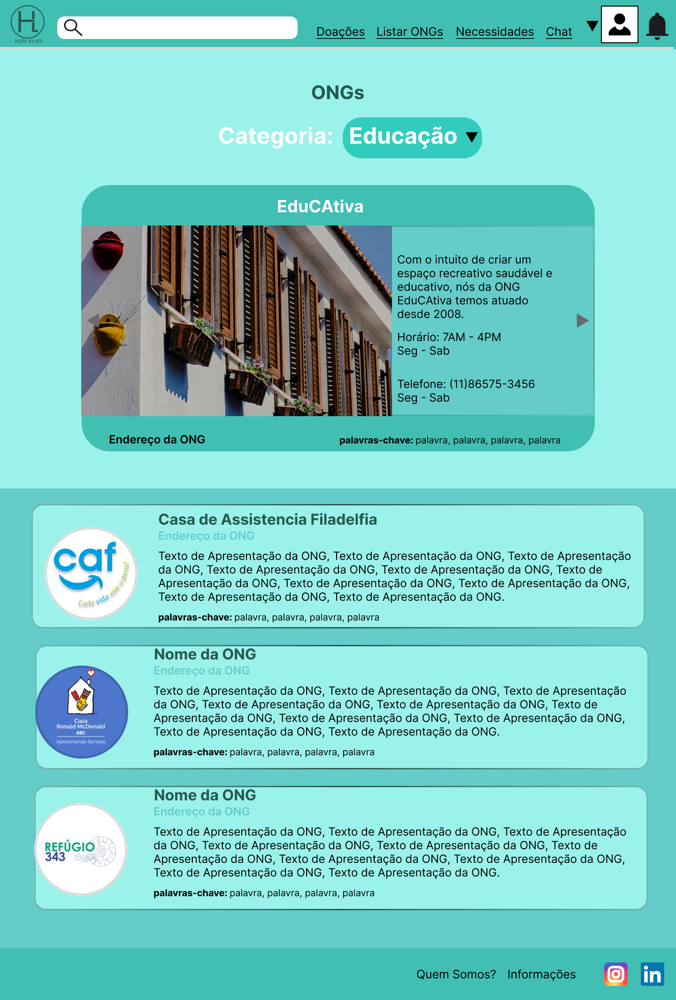 H.
HOPE IN LIFE
Doações Listar ONGs Necessidades Chat
ONGs
Categoria: Educação
EduCAtiva
Com o intuito de criar um
espaço recreativo saudável e
educativo, nós da ONG
EduCAtiva temos atuado
desde 2008.
Horário: 7AM - 4PM
Seg - Sab
Telefone: (11)86575-3456
Seg - Sab
Endereço da ONG
palavras-chave: palavra, palavra, palavra, palavra
caf
Cada vida vale a pena!
Casa de Assistencia Filadelfia
Endereço da ONG
Texto de Apresentação da ONG, Texto de Apresentação da ONG, Texto de Apresentação
da ONG, Texto de Apresentação da ONG, Texto de Apresentação da ONG, Texto de
Apresentação da ONG, Texto de Apresentação da ONG, Texto de Apresentação da ONG,
Texto de Apresentação da ONG, Texto de Apresentação da ONG.
palavras-chave: palavra, palavra, palavra, palavra
Casa
Ronald McDonald
ABC
Aproximando famílias
Nome da ONG
Endereço da ONG
Texto de Apresentação da ONG, Texto de Apresentação da ONG, Texto de Apresentação
da ONG, Texto de Apresentação da ONG, Texto de Apresentação da ONG, Texto de
Apresentação da ONG, Texto de Apresentação da ONG, Texto de Apresentação da ONG,
Texto de Apresentação da ONG, Texto de Apresentação da ONG.
palavras-chave: palavra, palavra, palavra, palavra
REFÚGIO
343
Nome da ONG
Endereço da ONG
Texto de Apresentação da ONG, Texto de Apresentação da ONG, Texto de Apresentação
da ONG, Texto de Apresentação da ONG, Texto de Apresentação da ONG, Texto de
Apresentação da ONG, Texto de Apresentação da ONG, Texto de Apresentação da ONG,
Texto de Apresentação da ONG, Texto de Apresentação da ONG.
palavras-chave: palavra, palavra, palavra, palavra
Quem Somos? Informações
in